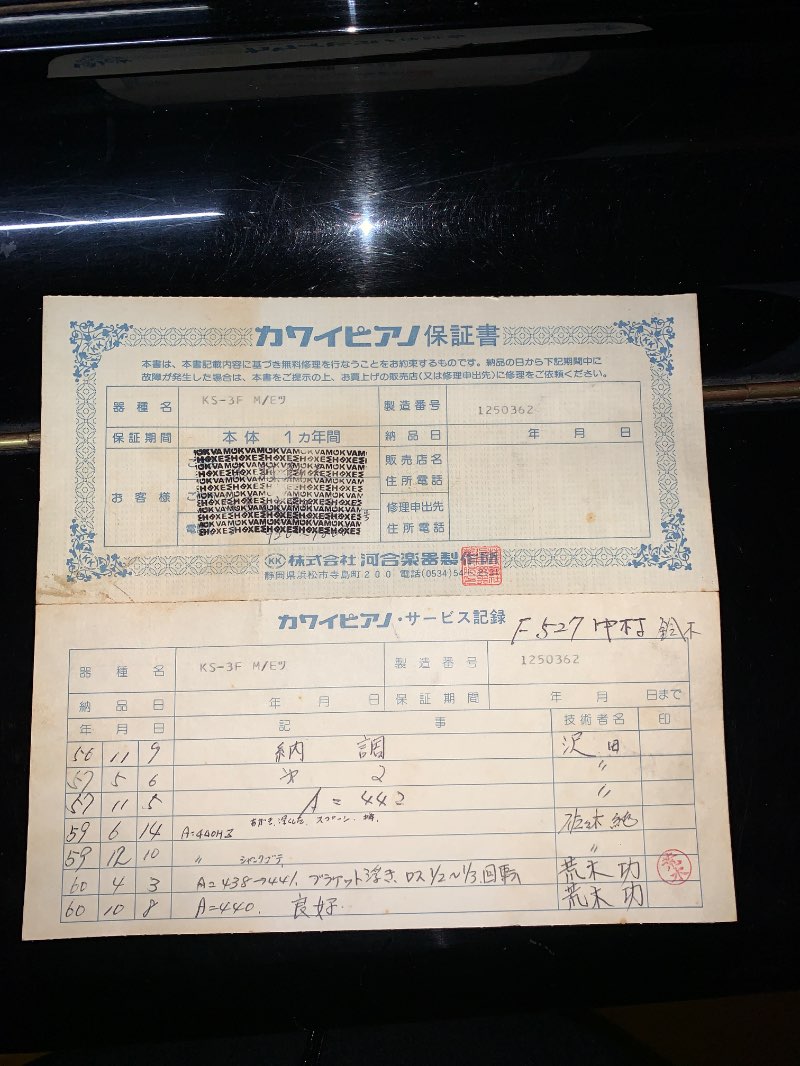 カワイピアノ 保証書
本書は、本書記載内容に基づき無料修理を行なうことをお約束するものです。納品の日から下記期間中に
故障が発生した場合は、本書をご提示の上、お買上げの販売店(又は修理申出先)に修理をご依頼ください。
器種名 KS-3F M/Eツ 製造番号 1250362
保証期間 本体 1カ年間 納品日 年 月 日
お客様 販売店名
住所電話
修理申出先
住所電話
KK 株式会社 河合楽器製作所
静岡県浜松市寺島町200 電話(0534)
カワイピアノ・サービス記録
F.527 中村 鈴木
器種名 KS-3F M/Eツ 製造番号 1250362
納品日 年 月 日 保証期間 年 月 日まで
年 月 日 記事 技術者名 印
56 11 9 納調 沢田
57 5 6 2 〃
57 11 5 A=442 〃
59 6 14 A=440Hz スプーン. 佐々木
59 12 10 〃 〃
60 4 3 A=438→441. ブラケット浮き. ロス1/2〜1/3.回転 荒木 功
60 10 8 A=440. 良好. 荒木 功